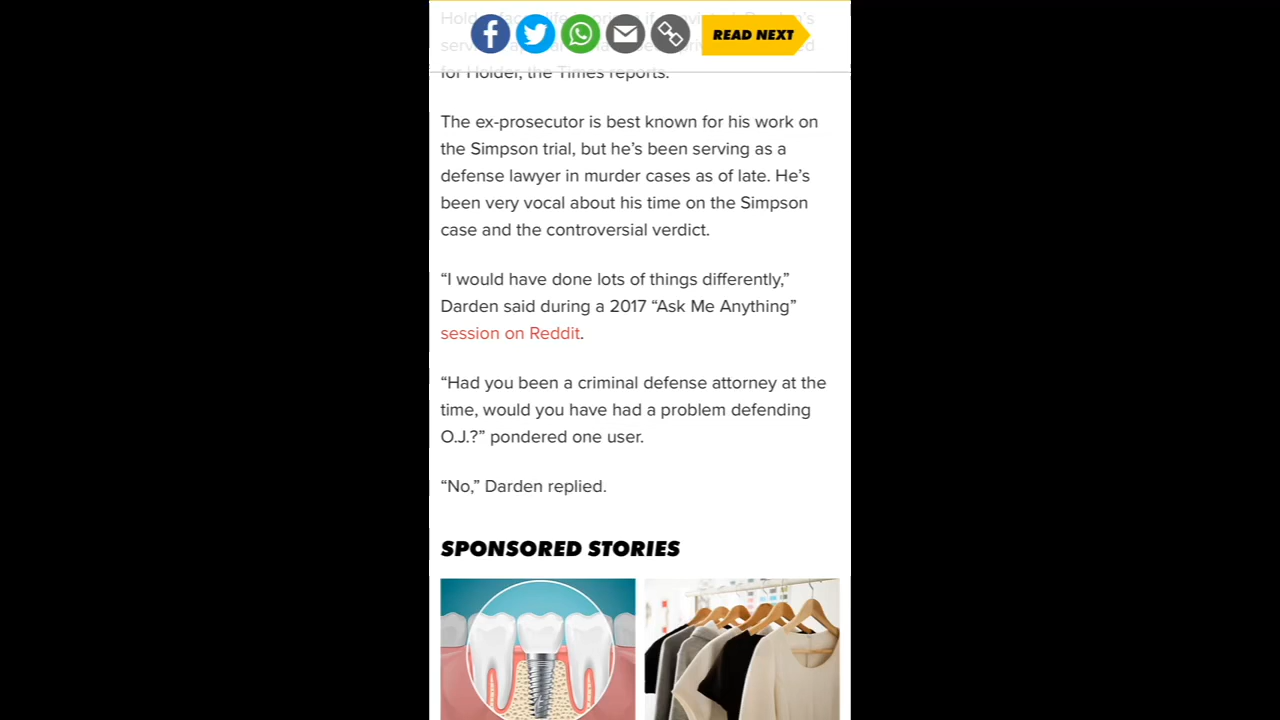 READ NEXT
for Holder, the Times reports.
The ex-prosecutor is best known for his work on
the Simpson trial, but he’s been serving as a
defense lawyer in murder cases as of late. He’s
been very vocal about his time on the Simpson
case and the controversial verdict.
“I would have done lots of things differently,”
Darden said during a 2017 “Ask Me Anything”
session on Reddit.
“Had you been a criminal defense attorney at the
time, would you have had a problem defending
O.J.?” pondered one user.
“No,” Darden replied.
SPONSORED STORIES